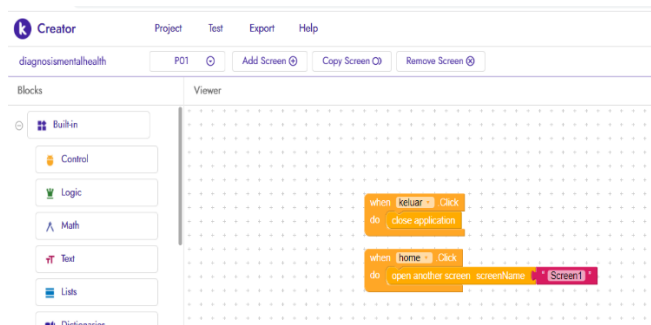 Creator Project Test Export Help
diagnosismentalhealth P01 Add Screen Copy Screen Remove Screen
Blocks Viewer
Built-in
Control
Logic
Math
Text
Lists
Dictionaries
when keluar .Click
do close application
when home .Click
do open another screen screenName " Screen1 "